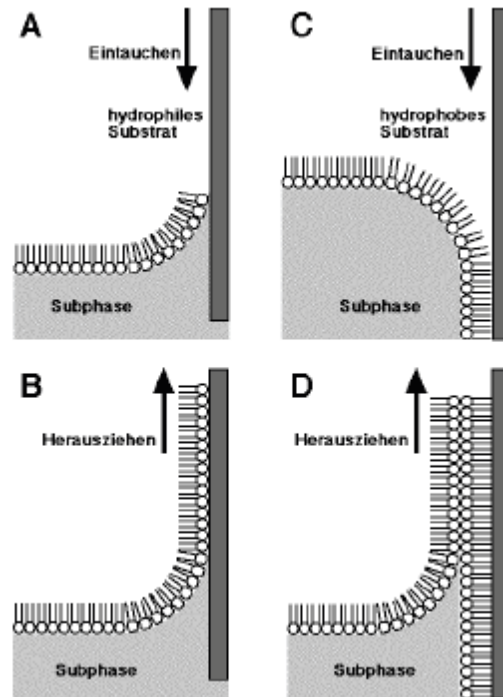 A
Eintauchen
hydrophiles
Substrat
Subphase
C
Eintauchen
hydrophobes
Substrat
Subphase
B
Herausziehen
Subphase
D
Herausziehen
Subphase